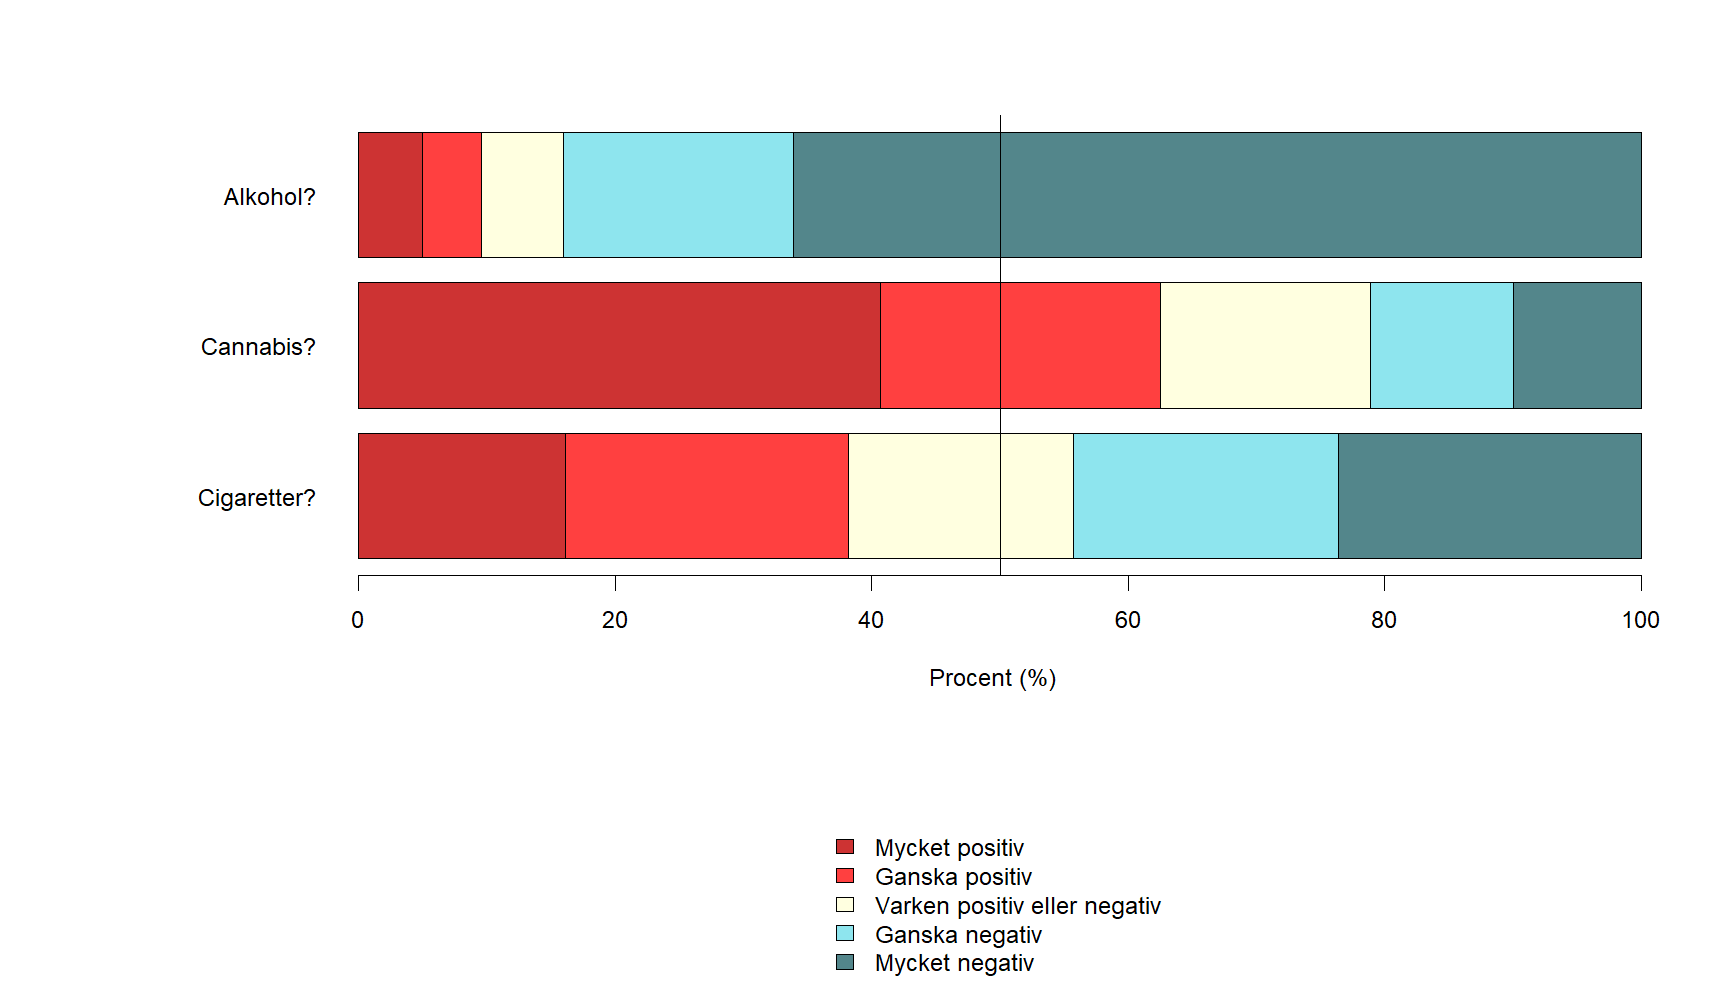 Alkohol?
Cannabis?
Cigaretter?
0 20 40 60 80 100
Procent (%)
Mycket positiv
Ganska positiv
Varken positiv eller negativ
Ganska negativ
Mycket negativ